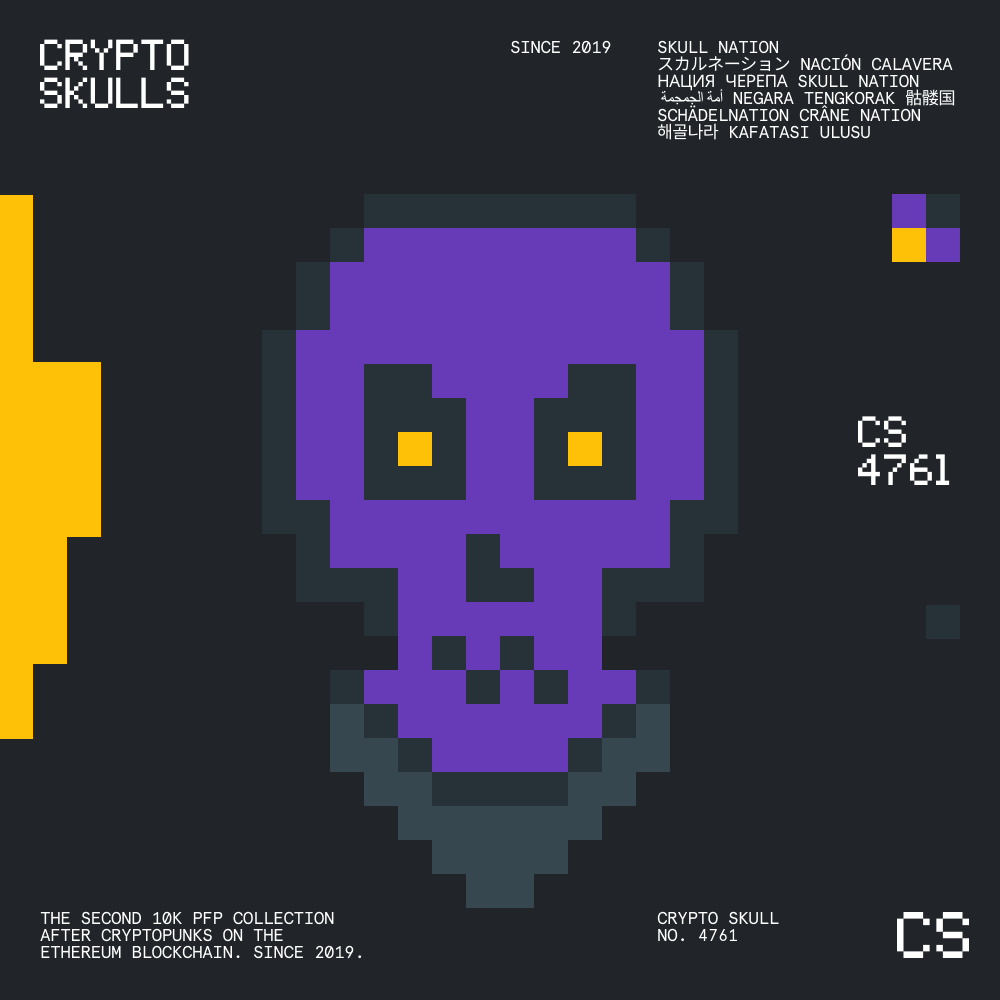 CRYPTO
SKULLS
SINCE 2019
SKULL NATION
スカルネーション NACIÓN CALAVERA
НАЦИЯ ЧЕРЕПА SKULL NATION
أمة الجمجمة NEGARA TENGKORAK 骷髅国
SCHÄDELNATION CRÂNE NATION
해골나라 KAFATASI ULUSU
CS
4761
THE SECOND 10K PFP COLLECTION
AFTER CRYPTOPUNKS ON THE
ETHEREUM BLOCKCHAIN. SINCE 2019.
CRYPTO SKULL
NO. 4761
CS